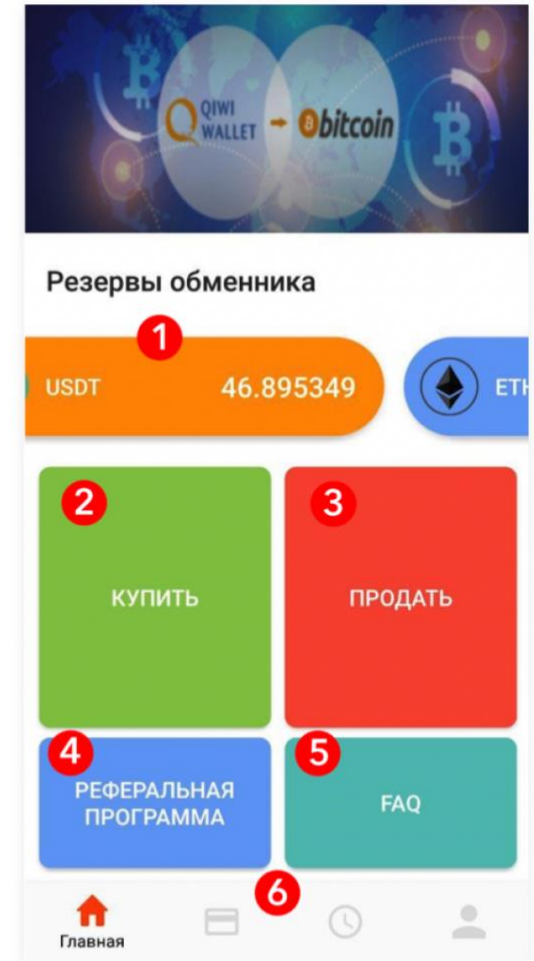 QIWI
WALLET
bitcoin
Резервы обменника
1
USDT 46.895349
ETH
2
3
КУПИТЬ
ПРОДАТЬ
4
5
РЕФЕРАЛЬНАЯ
ПРОГРАММА
FAQ
6
Главная